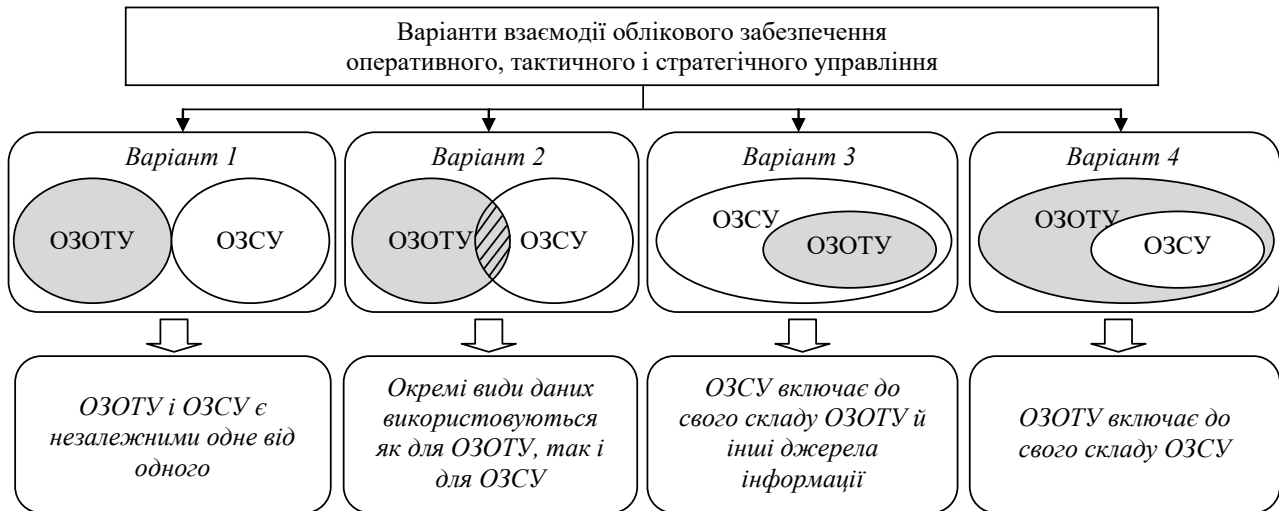 Варіанти взаємодії облікового забезпечення
оперативного, тактичного і стратегічного управління
Варіант 1
ОЗОТУ
ОЗСУ
Варіант 2
ОЗОТУ
ОЗСУ
Варіант 3
ОЗСУ
ОЗОТУ
Варіант 4
ОЗОТУ
ОЗСУ
ОЗОТУ і ОЗСУ є
незалежними одне від
одного
Окремі види даних
використовуються
як для ОЗОТУ, так і
для ОЗСУ
ОЗСУ включає до
свого складу ОЗОТУ й
інші джерела
інформації
ОЗОТУ включає до
свого складу ОЗСУ